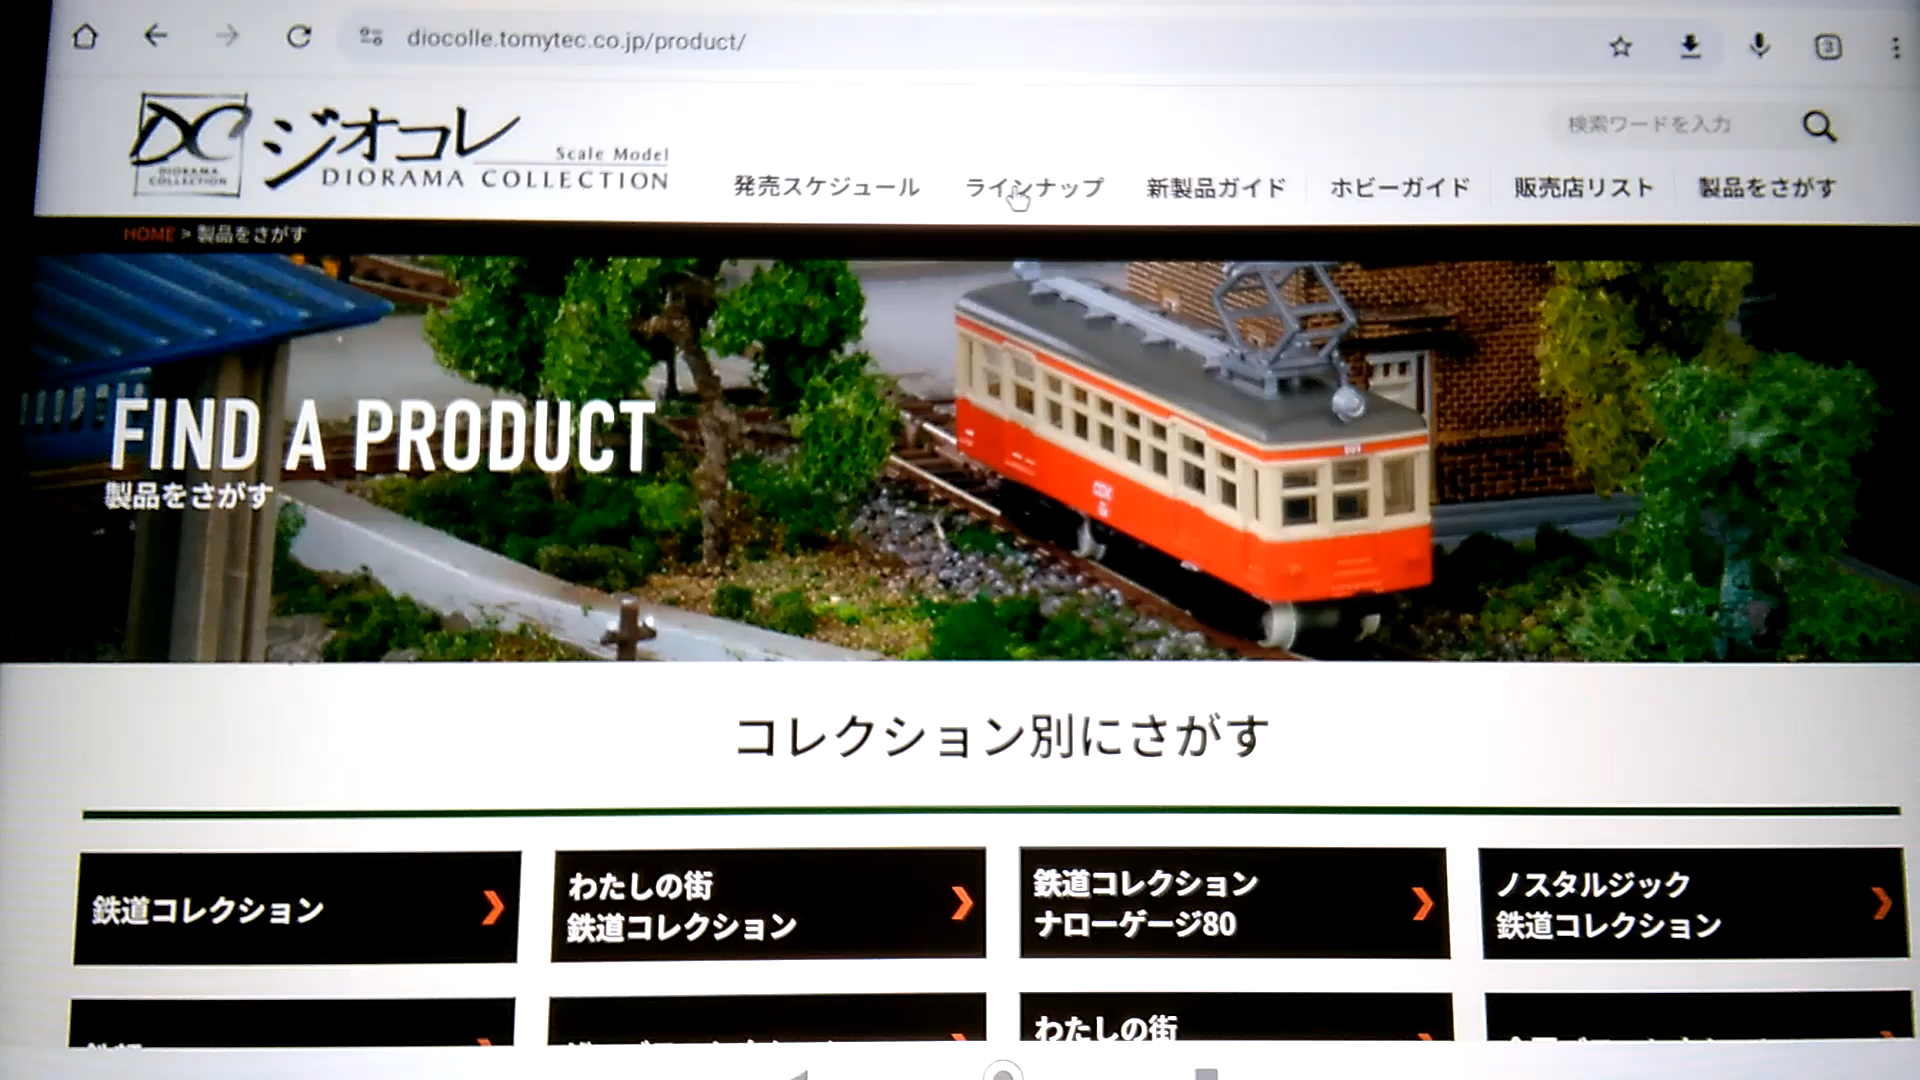 diocolle.tomytec.co.jp/product/
3
DC
DIORAMA
COLLECTION
ジオコレ
Scale Model
DIORAMA COLLECTION
検索ワードを入力
発売スケジュール
ラインナップ
新製品ガイド
ホビーガイド
販売店リスト
製品をさがす
HOME > 製品をさがす
FIND A PRODUCT
製品をさがす
コレクション別にさがす
鉄道コレクション
わたしの街
鉄道コレクション
鉄道コレクション
ナローゲージ80
ノスタルジック
鉄道コレクション
わたしの街